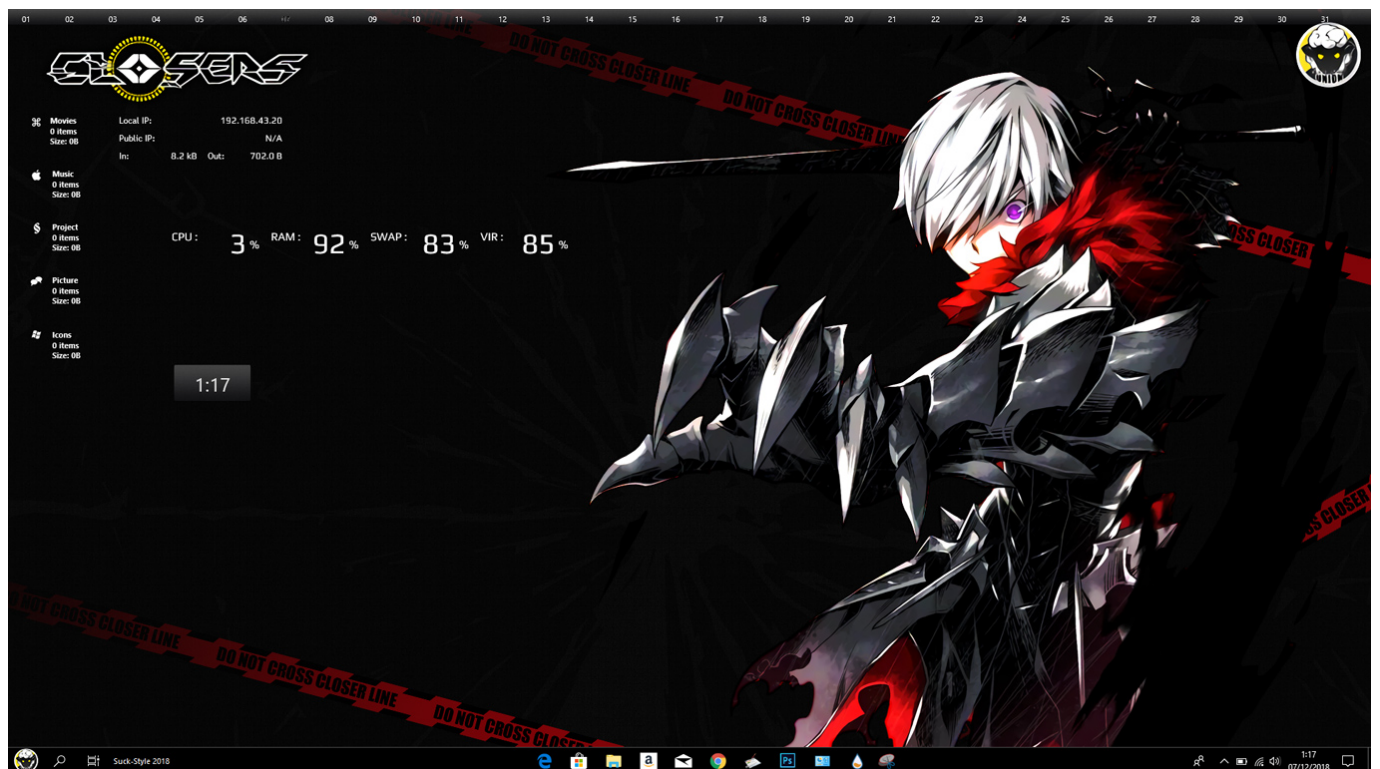 01 02 03 04 05 06 08 09 10 11 12 13 14 15 16 17 18 19 20 21 22 23 24 25 26 27 28 29 30 31
CLOSERS
UNION
LINE DO NOT CROSS CLOSER LINE DO NOT CROSS CLOSER LINE
SS CLOSER
Movies
0 items
Size: 0B
Local IP: 192.168.43.20
Public IP: N/A
In: 8.2 kB Out: 702.0 B
Music
0 items
Size: 0B
Project
0 items
Size: 0B
CPU : 3 % RAM : 92 % SWAP : 83 % VIR : 85 %
Picture
0 items
Size: 0B
Icons
0 items
Size: 0B
1:17
SS CLOSER
NOT CROSS CLOSER LINE DO NOT CROSS CLOSER LINE DO NOT CROSS CLOSER
Suck-Style 2018
a
Ps
1:17
07/12/2018